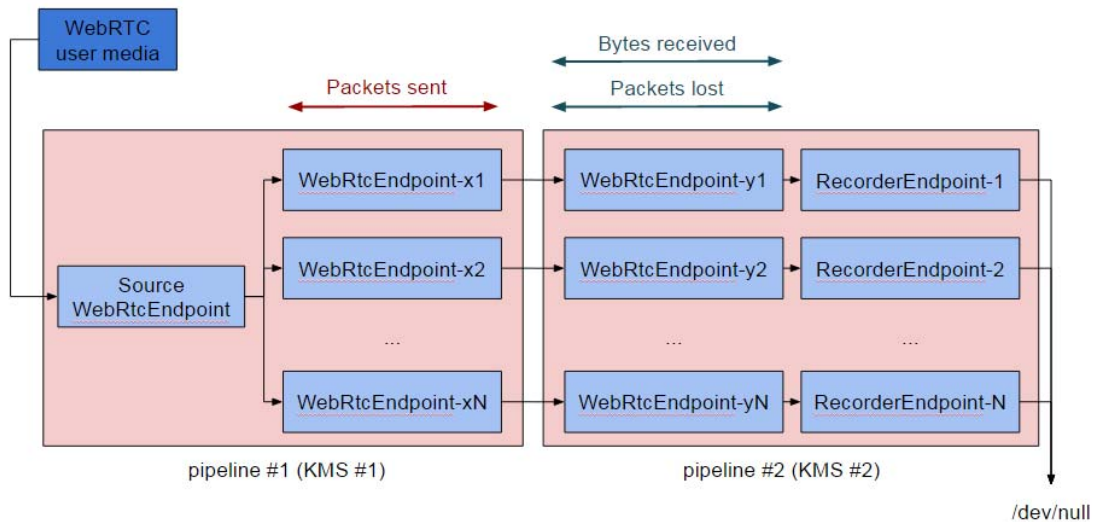 WebRTC
user media
Bytes received
Packets sent
Packets lost
WebRtcEndpoint-x1
WebRtcEndpoint-y1
RecorderEndpoint-1
WebRtcEndpoint-x2
WebRtcEndpoint-y2
RecorderEndpoint-2
Source
WebRtcEndpoint
...
...
...
WebRtcEndpoint-xN
WebRtcEndpoint-yN
RecorderEndpoint-N
pipeline #1 (KMS #1)
pipeline #2 (KMS #2)
/dev/null